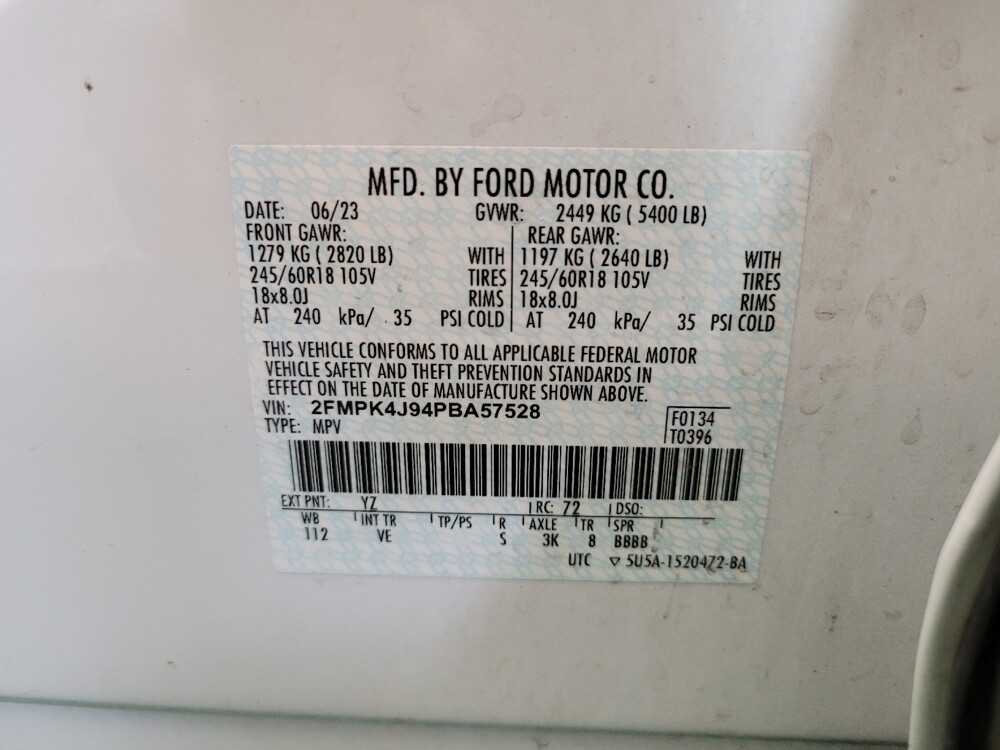 MFD. BY FORD MOTOR CO.
DATE: 06/23 GVWR: 2449 KG ( 5400 LB)
FRONT GAWR: REAR GAWR:
1279 KG ( 2820 LB) WITH 1197 KG ( 2640 LB) WITH
245/60R18 105V TIRES 245/60R18 105V TIRES
18x8.0J RIMS 18x8.0J RIMS
AT 240 kPa/ 35 PSI COLD AT 240 kPa/ 35 PSI COLD
THIS VEHICLE CONFORMS TO ALL APPLICABLE FEDERAL MOTOR
VEHICLE SAFETY AND THEFT PREVENTION STANDARDS IN
EFFECT ON THE DATE OF MANUFACTURE SHOWN ABOVE.
VIN: 2FMPK4J94PBA57528 F0134
TYPE: MPV T0396
EXT PNT: YZ RC: 72 DSO:
WB INT TR TP/PS R AXLE TR SPR
112 VE S 3K 8 BBBB
UTC ▽ 5U5A-1520472-BA